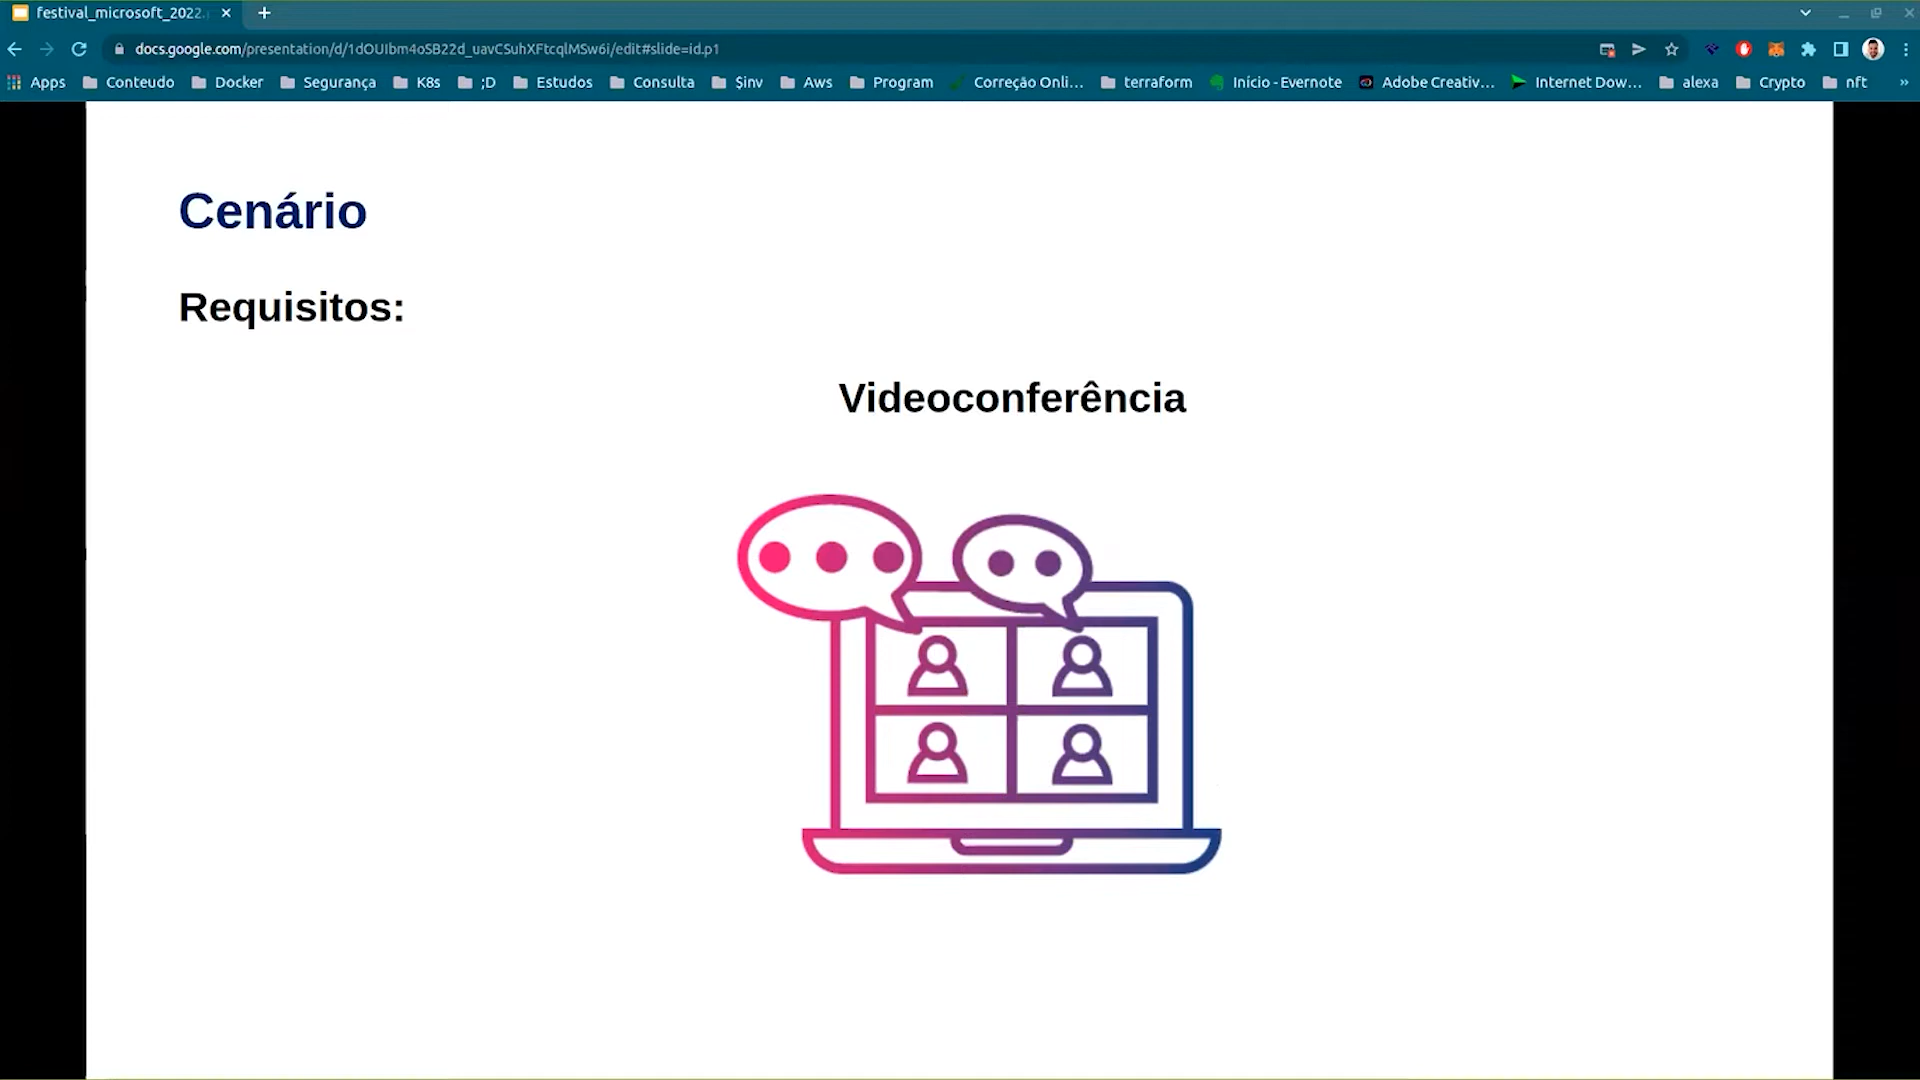 festival_microsoft_2022.
docs.google.com/presentation/d/1dOUIbm4oSB22d_uavCSuhXFtcqlMSw6i/edit#slide=id.p1
Apps Conteudo Docker Segurança K8s ;D Estudos Consulta $inv Aws Program Correção Onli... terraform Início - Evernote Adobe Creativ... Internet Dow... alexa Crypto nft »
Cenário
Requisitos:
Videoconferência